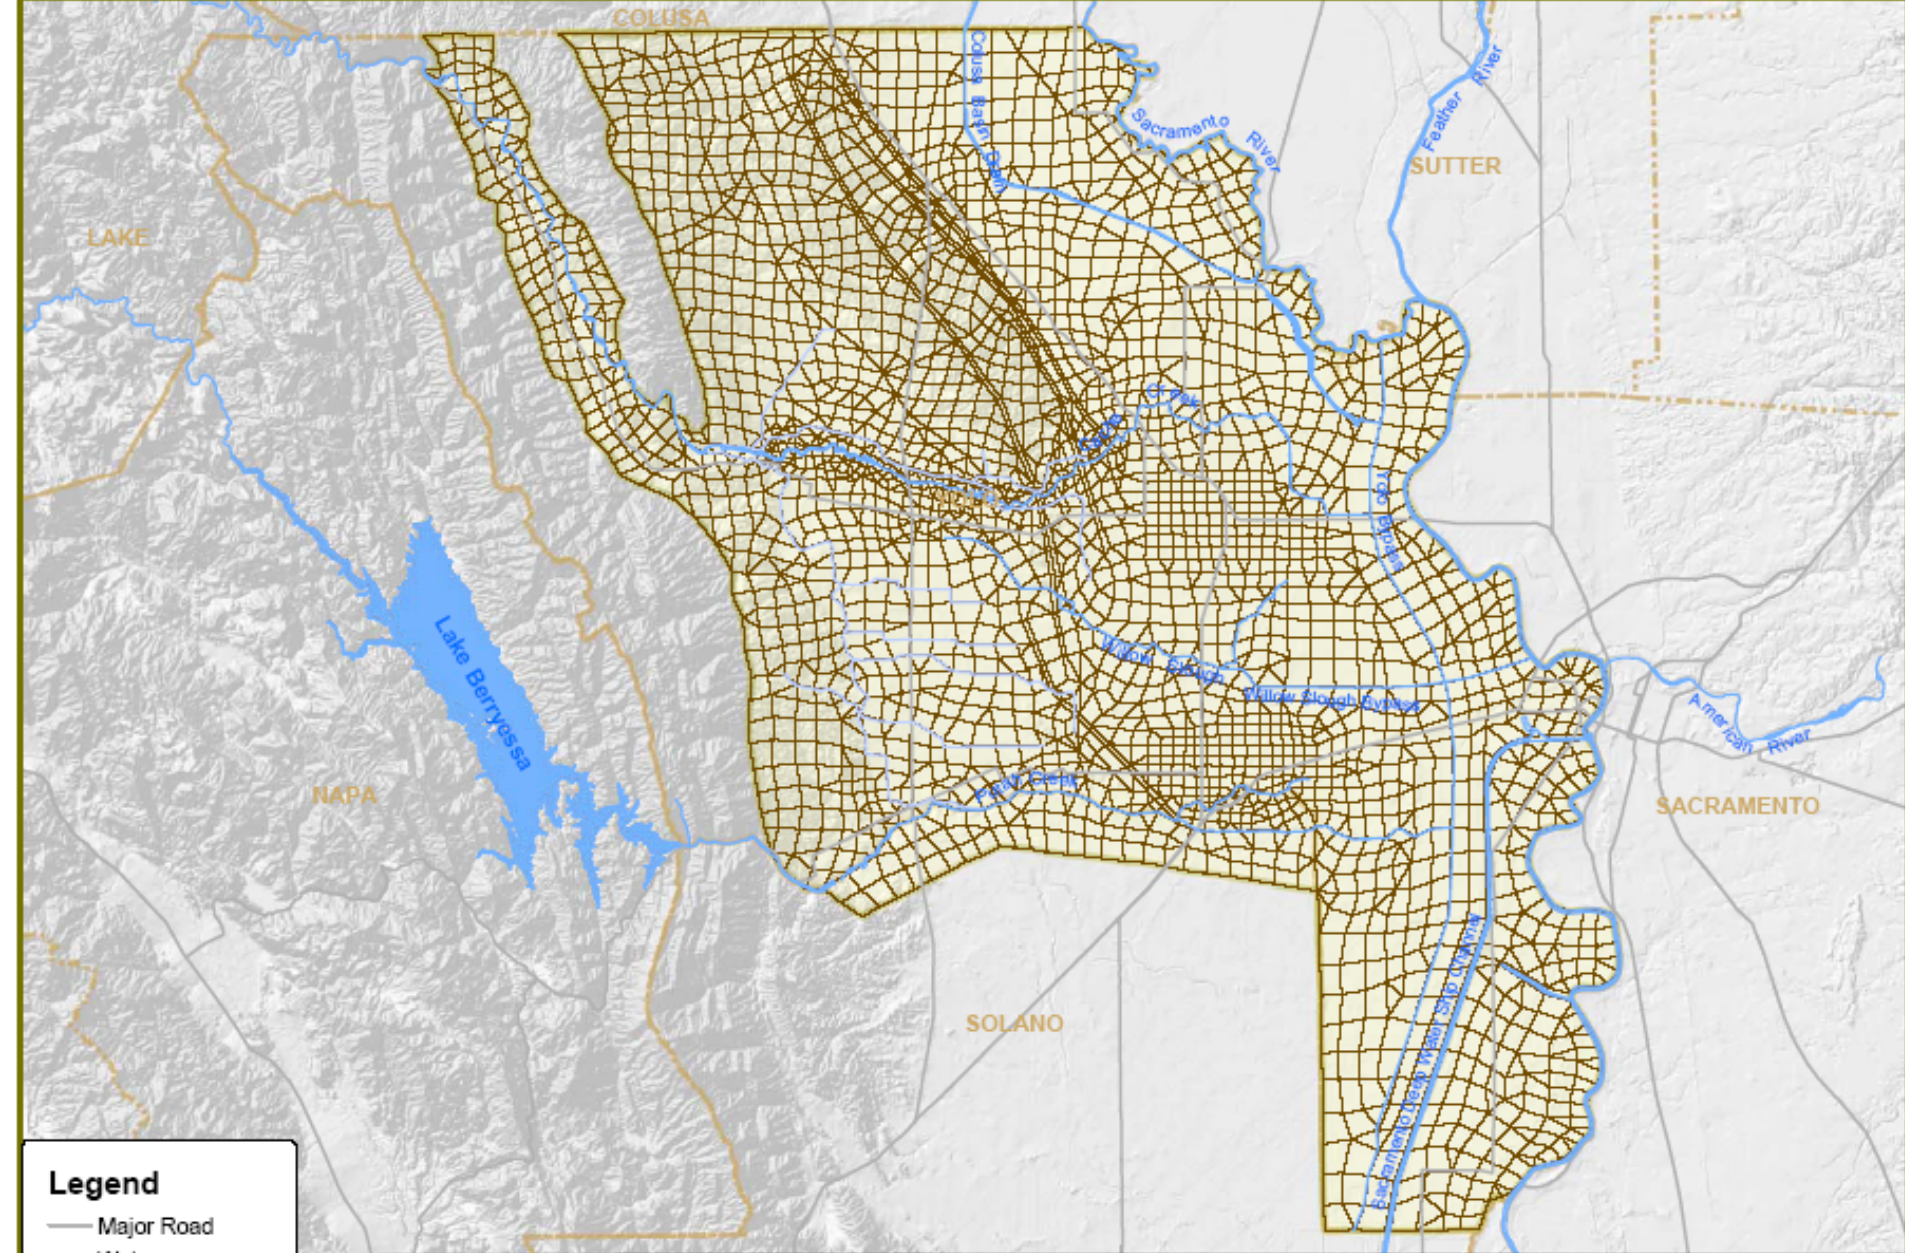 COLUSA
Colusa Basin Drain
Sacramento River
Feather River
SUTTER
LAKE
Cache Creek
Yolo Bypass
Lake Berryessa
Willow Slough
Willow Slough Bypass
American River
Putah Creek
NAPA
SACRAMENTO
Sacramento Deep Water Ship Channel
SOLANO
Legend
Major Road